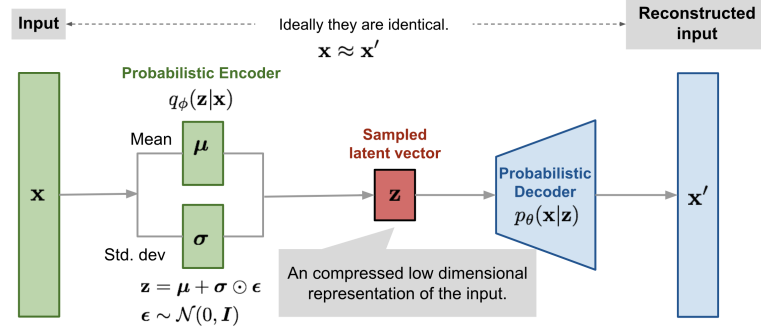 Input
Ideally they are identical.
x ≈ x′
Reconstructed
input
Probabilistic Encoder
qϕ(z|x)
Mean
μ
x
Std. dev
σ
z = μ + σ ⊙ ϵ
ϵ ∼ 𝒩(0, I)
Sampled
latent vector
z
An compressed low dimensional
representation of the input.
Probabilistic
Decoder
pθ(x|z)
x′